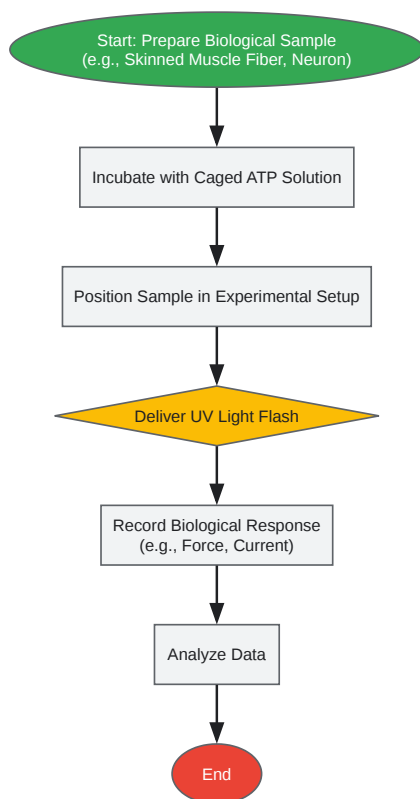 Start: Prepare Biological Sample
(e.g., Skinned Muscle Fiber, Neuron)
Incubate with Caged ATP Solution
Position Sample in Experimental Setup
Deliver UV Light Flash
Record Biological Response
(e.g., Force, Current)
Analyze Data
End